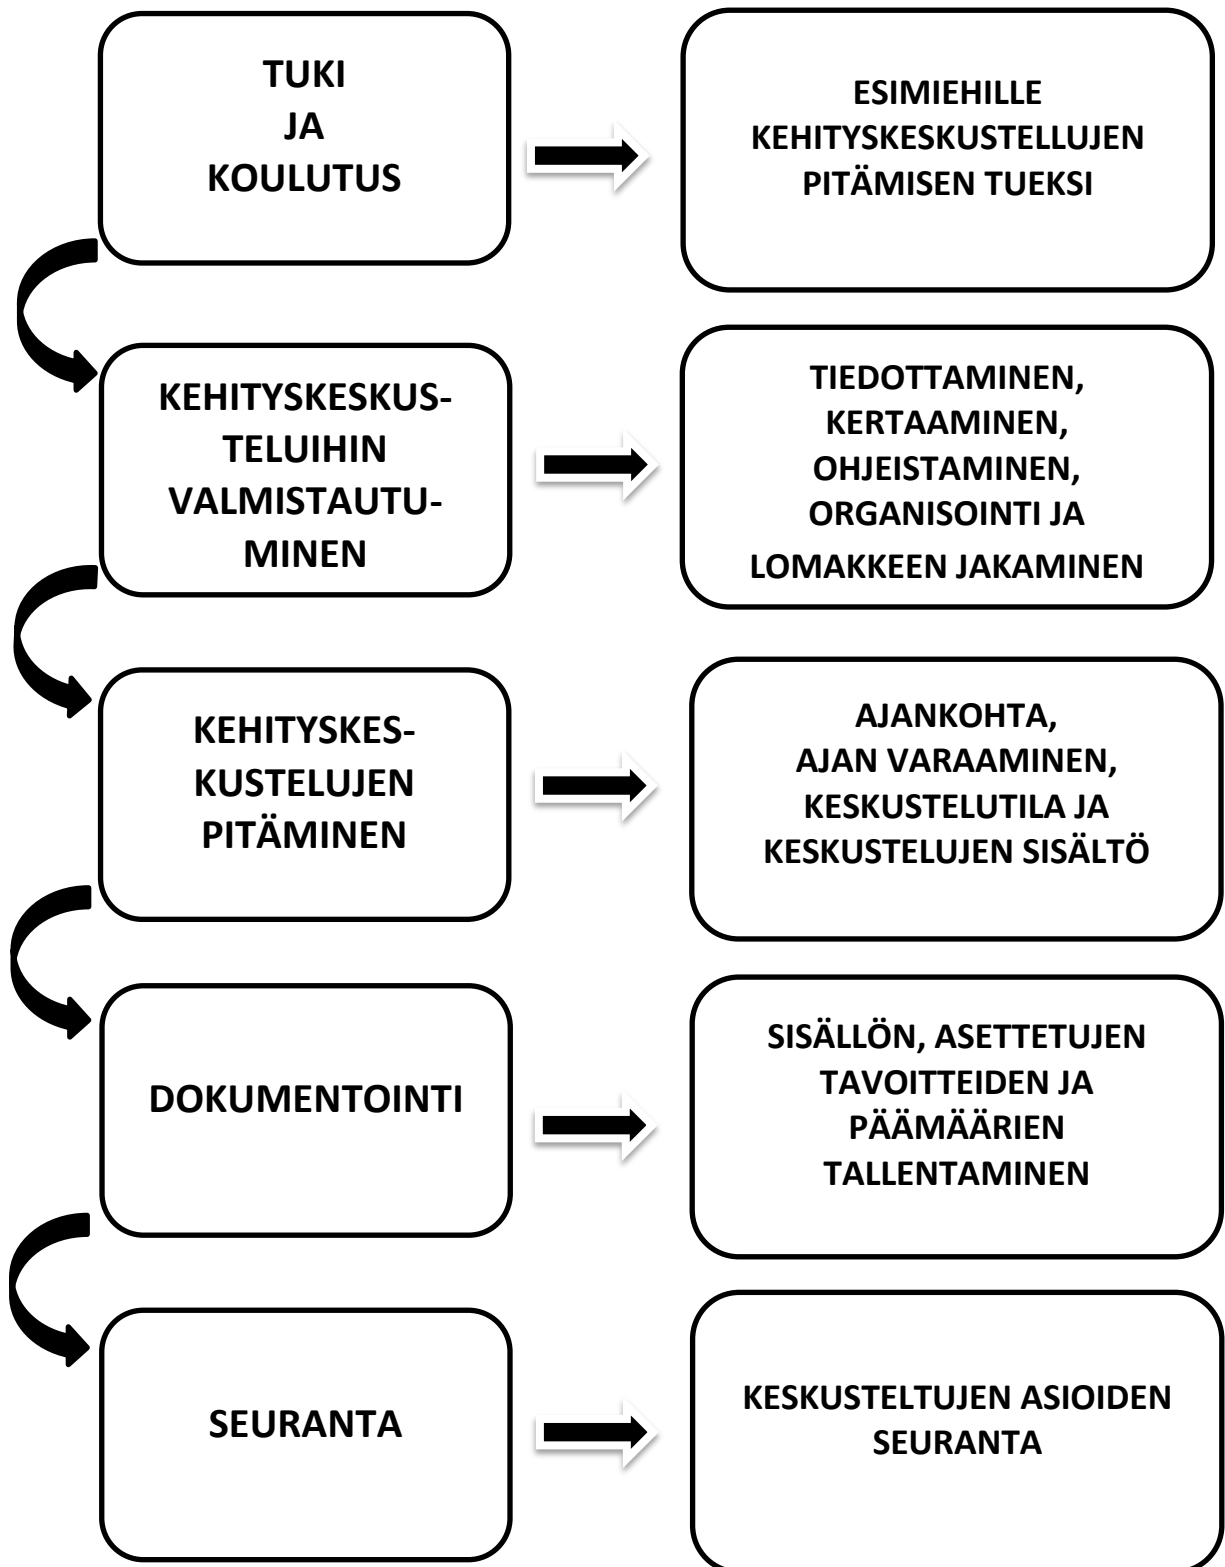 TUKI
JA
KOULUTUS
ESIMIEHILLE
KEHITYSKESKUSTELLUJEN
PITÄMISEN TUEKSI
KEHITYSKESKUS-
TELUIHIN
VALMISTAUTU-
MINEN
TIEDOTTAMINEN,
KERTAAMINEN,
OHJEISTAMINEN,
ORGANISOINTI JA
LOMAKKEEN JAKAMINEN
KEHITYSKES-
KUSTELUJEN
PITÄMINEN
AJANKOHTA,
AJAN VARAAMINEN,
KESKUSTELUTILA JA
KESKUSTELUJEN SISÄLTÖ
DOKUMENTOINTI
SISÄLLÖN, ASETTETUJEN
TAVOITTEIDEN JA
PÄÄMÄÄRIEN
TALLENTAMINEN
SEURANTA
KESKUSTELTUJEN ASIOIDEN
SEURANTA